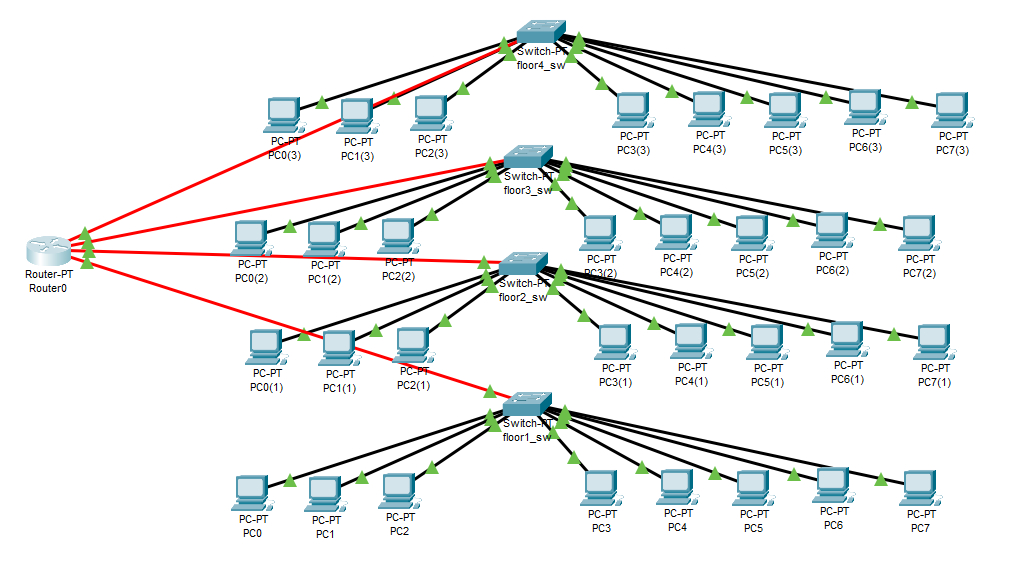 Switch-PT
floor4_sw
PC-PT
PC0(3)
PC-PT
PC1(3)
PC-PT
PC2(3)
PC-PT
PC3(3)
PC-PT
PC4(3)
PC-PT
PC5(3)
PC-PT
PC6(3)
PC-PT
PC7(3)
Switch-PT
floor3_sw
Router-PT
Router0
PC-PT
PC0(2)
PC-PT
PC1(2)
PC-PT
PC2(2)
PC-PT
PC3(2)
PC-PT
PC4(2)
PC-PT
PC5(2)
PC-PT
PC6(2)
PC-PT
PC7(2)
Switch-PT
floor2_sw
PC-PT
PC0(1)
PC-PT
PC1(1)
PC-PT
PC2(1)
PC-PT
PC3(1)
PC-PT
PC4(1)
PC-PT
PC5(1)
PC-PT
PC6(1)
PC-PT
PC7(1)
Switch-PT
floor1_sw
PC-PT
PC0
PC-PT
PC1
PC-PT
PC2
PC-PT
PC3
PC-PT
PC4
PC-PT
PC5
PC-PT
PC6
PC-PT
PC7